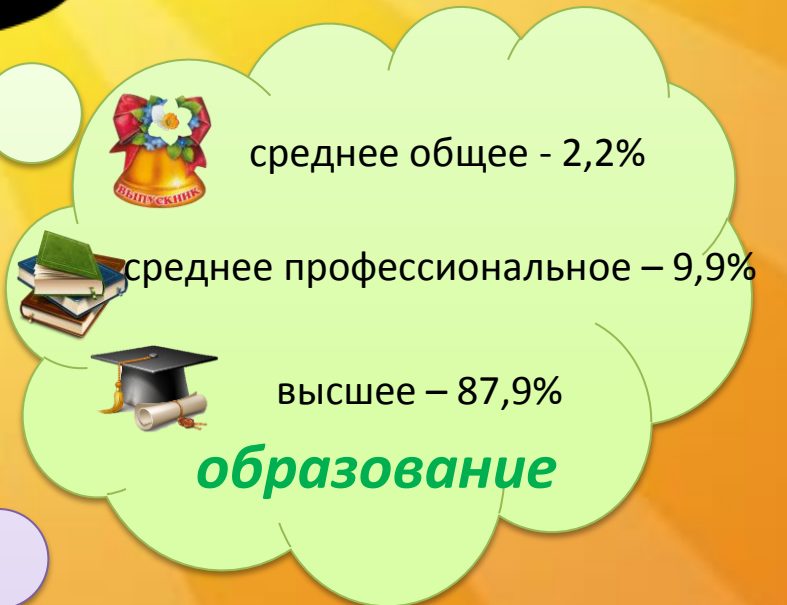 ВЫПУСКНИК
среднее общее - 2,2%
среднее профессиональное – 9,9%
высшее – 87,9%
образование